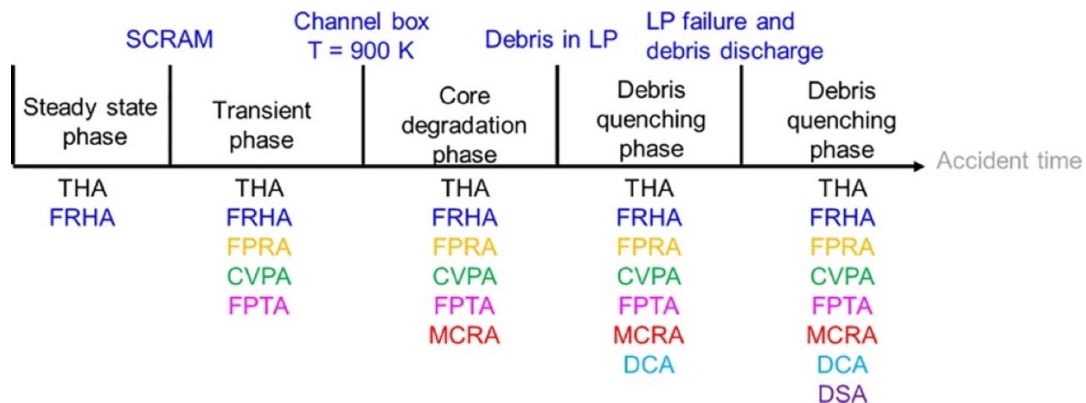 SCRAM
Channel box
T = 900 K
Debris in LP
LP failure and
debris discharge
Steady state
phase
Transient
phase
Core
degradation
phase
Debris
quenching
phase
Debris
quenching
phase
Accident time
THA
FRHA
THA
FRHA
FPRA
CVPA
FPTA
THA
FRHA
FPRA
CVPA
FPTA
MCRA
THA
FRHA
FPRA
CVPA
FPTA
MCRA
DCA
THA
FRHA
FPRA
CVPA
FPTA
MCRA
DCA
DSA